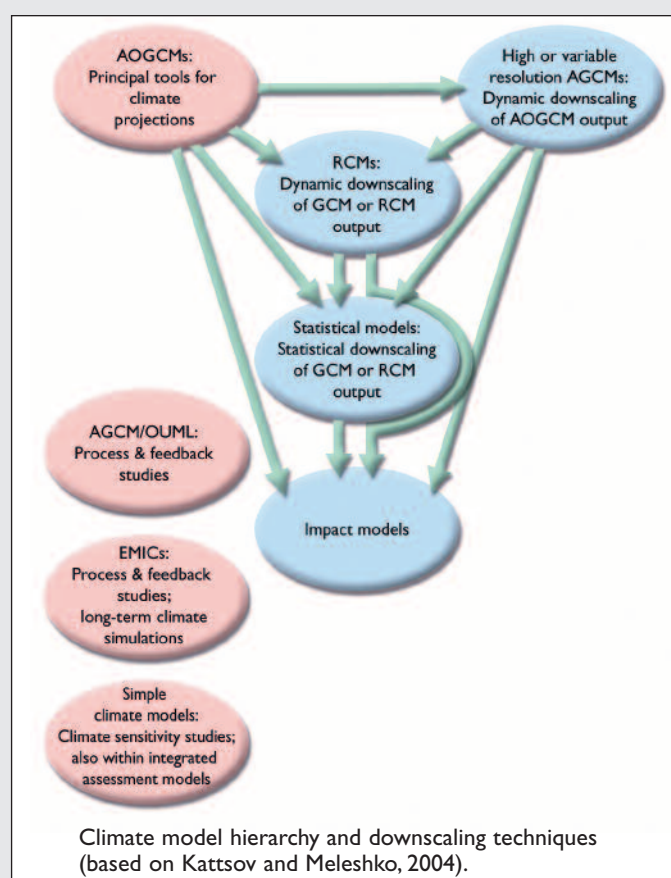 AOGCMs:
Principal tools for
climate
projections
High or variable
resolution AGCMs:
Dynamic downscaling
of AOGCM output
RCMs:
Dynamic downscaling
of GCM or RCM
output
Statistical models:
Statistical downscaling
of GCM or RCM
output
AGCM/OUML:
Process & feedback
studies
Impact models
EMICs:
Process & feedback
studies;
long-term climate
simulations
Simple
climate models:
Climate sensitivity studies;
also within integrated
assessment models
Climate model hierarchy and downscaling techniques
(based on Kattsov and Meleshko, 2004).